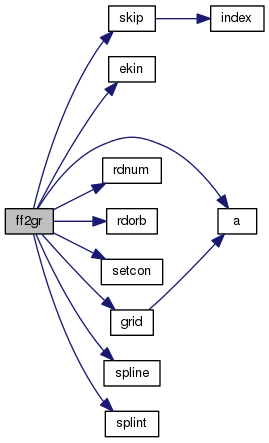 skip
index
ekin
rdnum
ff2gr
rdorb
a
setcon
grid
spline
splint